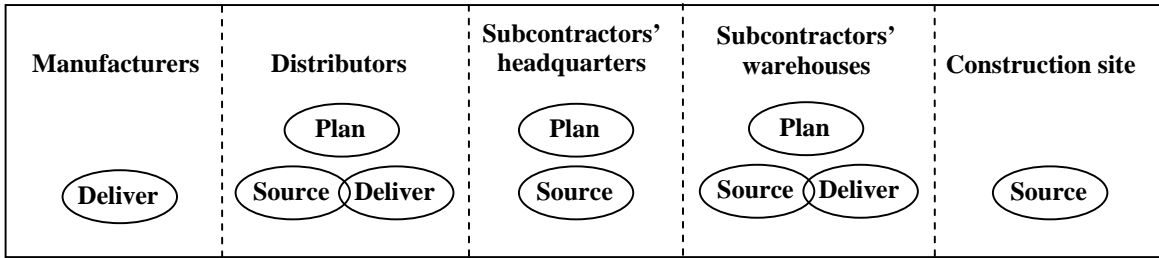 Manufacturers
Deliver
Distributors
Plan
Source Deliver
Subcontractors’
headquarters
Plan
Source
Subcontractors’
warehouses
Plan
Source Deliver
Construction site
Source